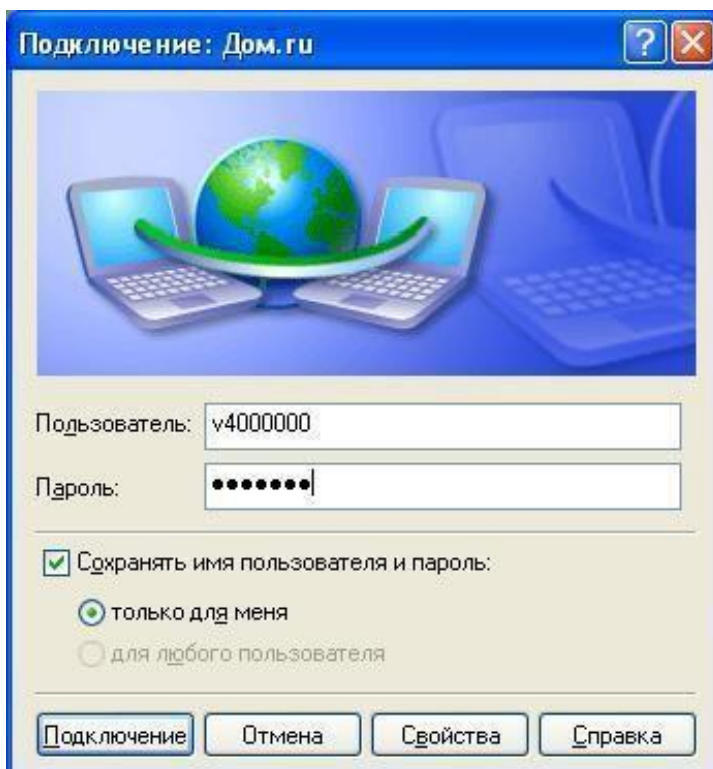 Подключение: Дом.ru
Пользователь: v4000000
Пароль: •••••••
Сохранять имя пользователя и пароль:
только для меня
для любого пользователя
Подключение Отмена Свойства Справка